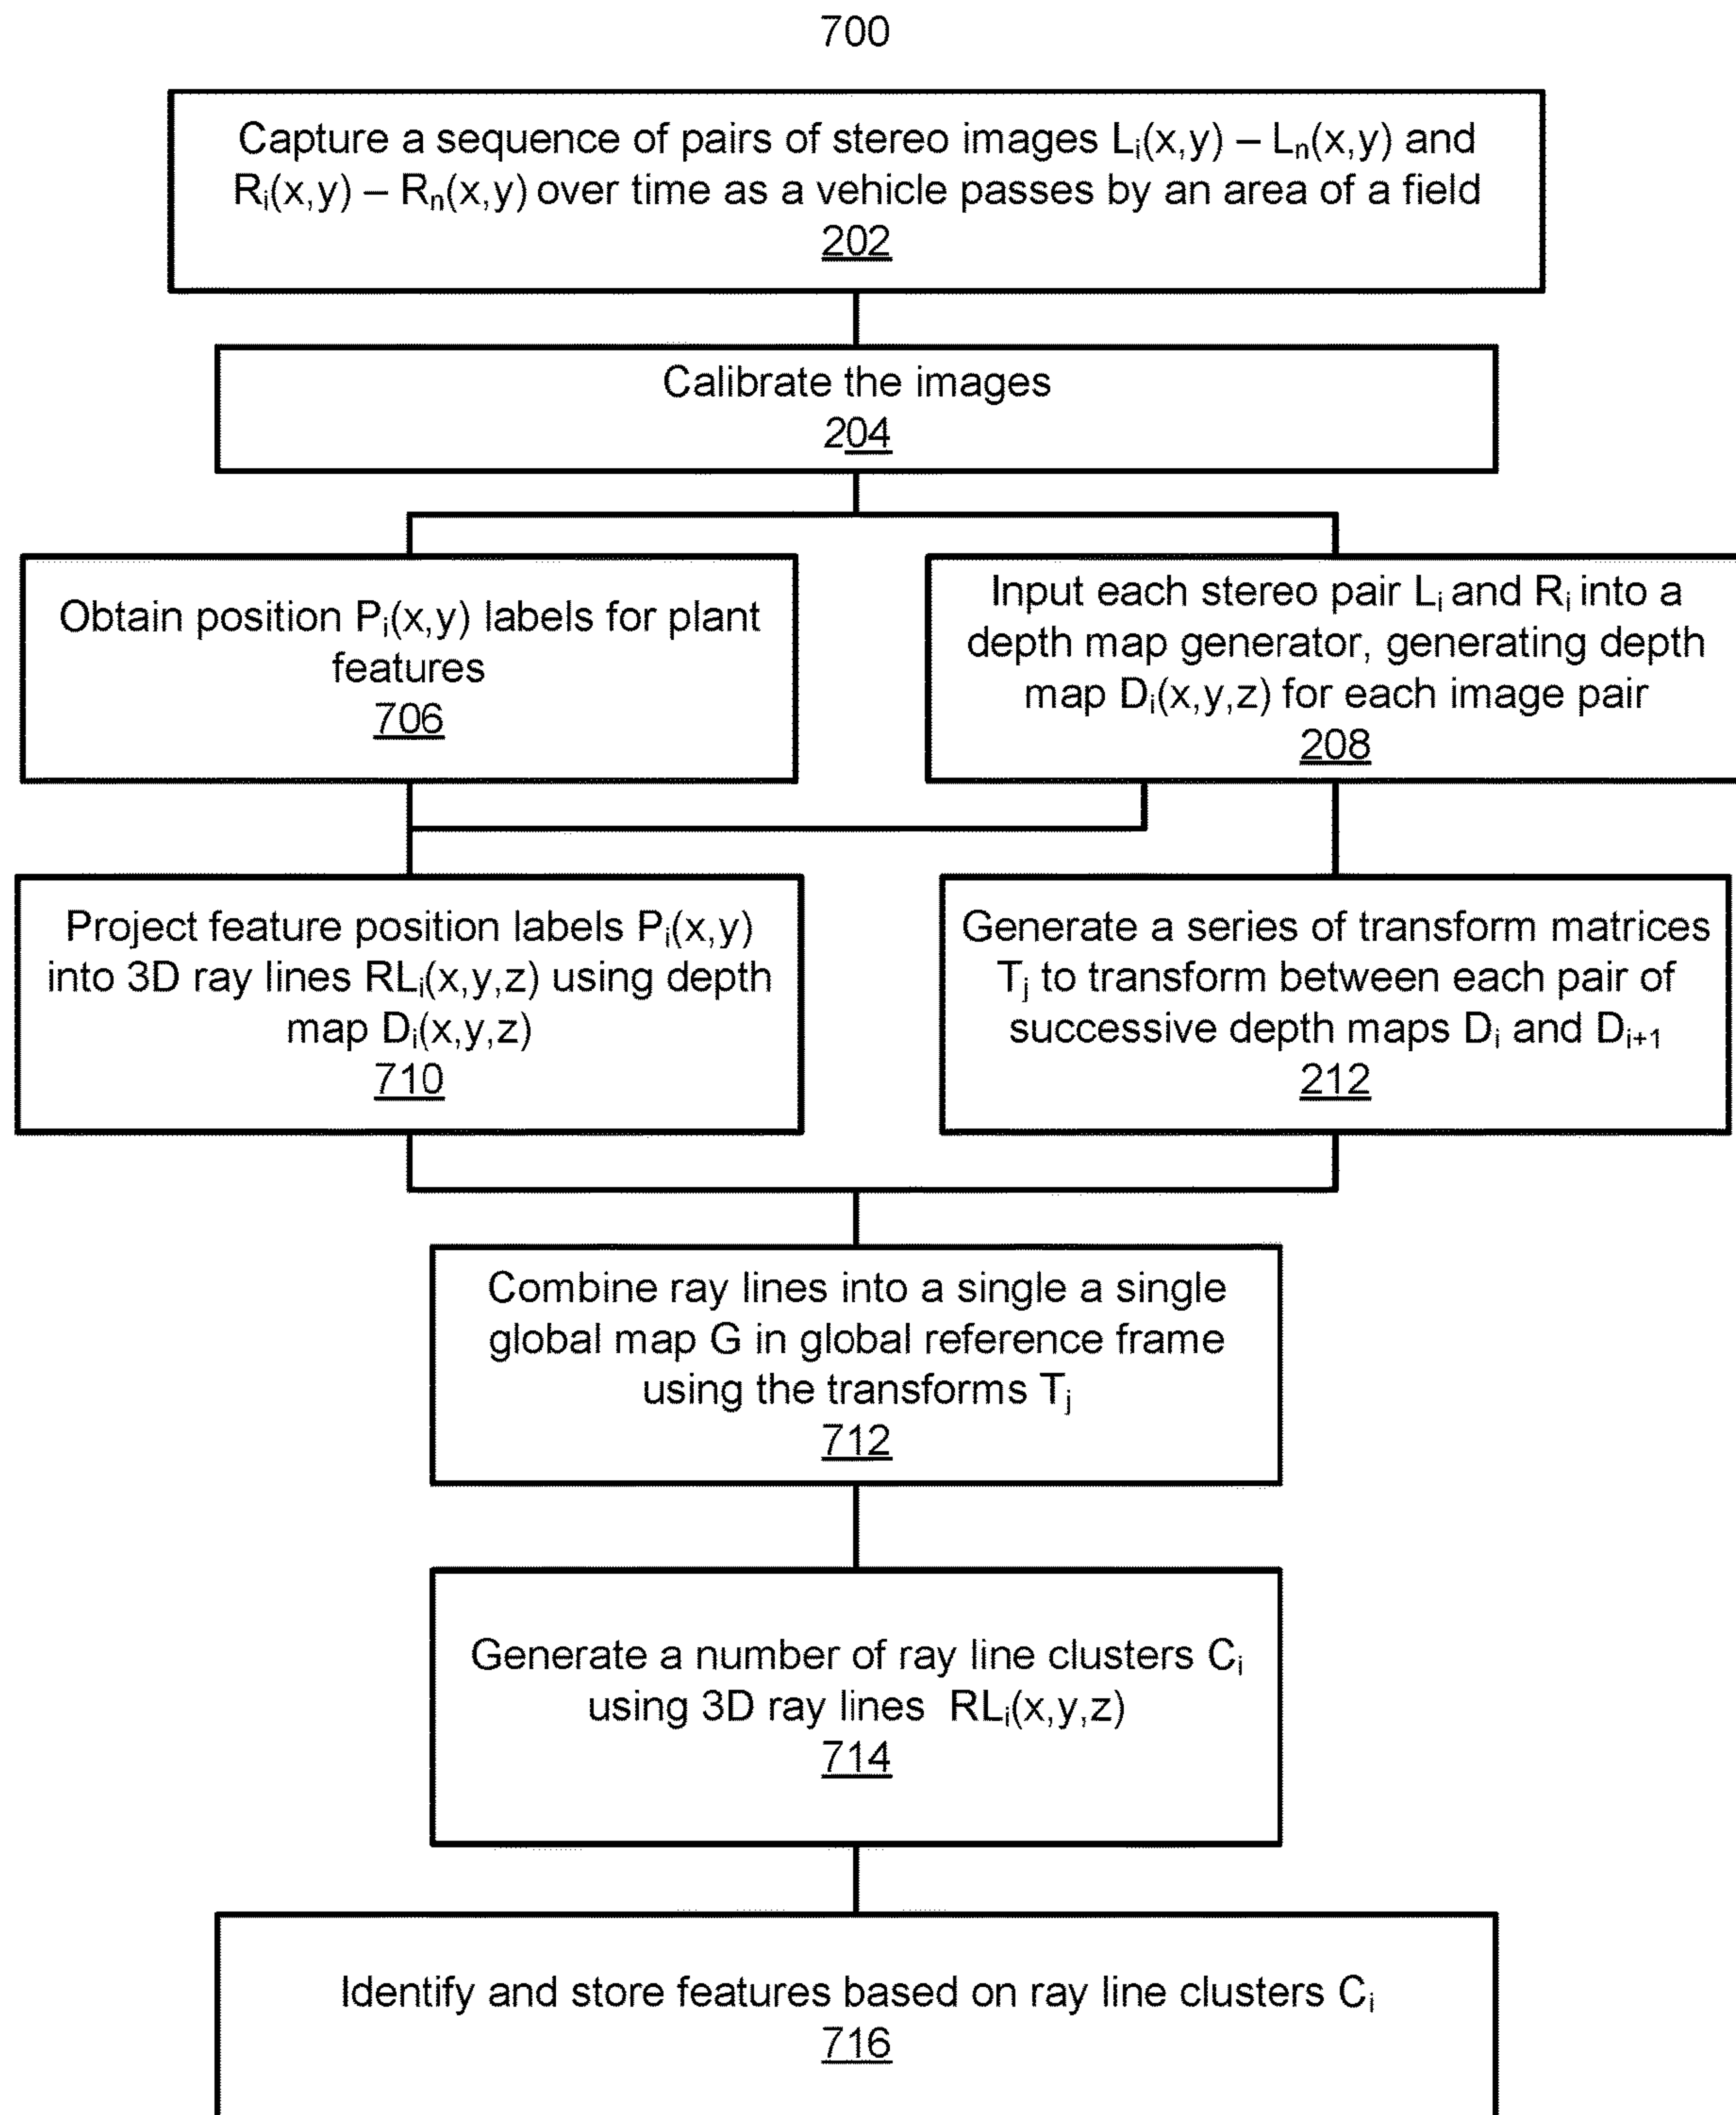 700
Capture a sequence of pairs of stereo images Lᵢ(x,y) – Lₙ(x,y) and
Rᵢ(x,y) – Rₙ(x,y) over time as a vehicle passes by an area of a field
202
Calibrate the images
204
Obtain position Pᵢ(x,y) labels for plant
features
706
Input each stereo pair Lᵢ and Rᵢ into a
depth map generator, generating depth
map Dᵢ(x,y,z) for each image pair
208
Project feature position labels Pᵢ(x,y)
into 3D ray lines RLᵢ(x,y,z) using depth
map Dᵢ(x,y,z)
710
Generate a series of transform matrices
Tⱼ to transform between each pair of
successive depth maps Dᵢ and Dᵢ₊₁
212
Combine ray lines into a single a single
global map G in global reference frame
using the transforms Tⱼ
712
Generate a number of ray line clusters Cᵢ
using 3D ray lines RLᵢ(x,y,z)
714
Identify and store features based on ray line clusters Cᵢ
716